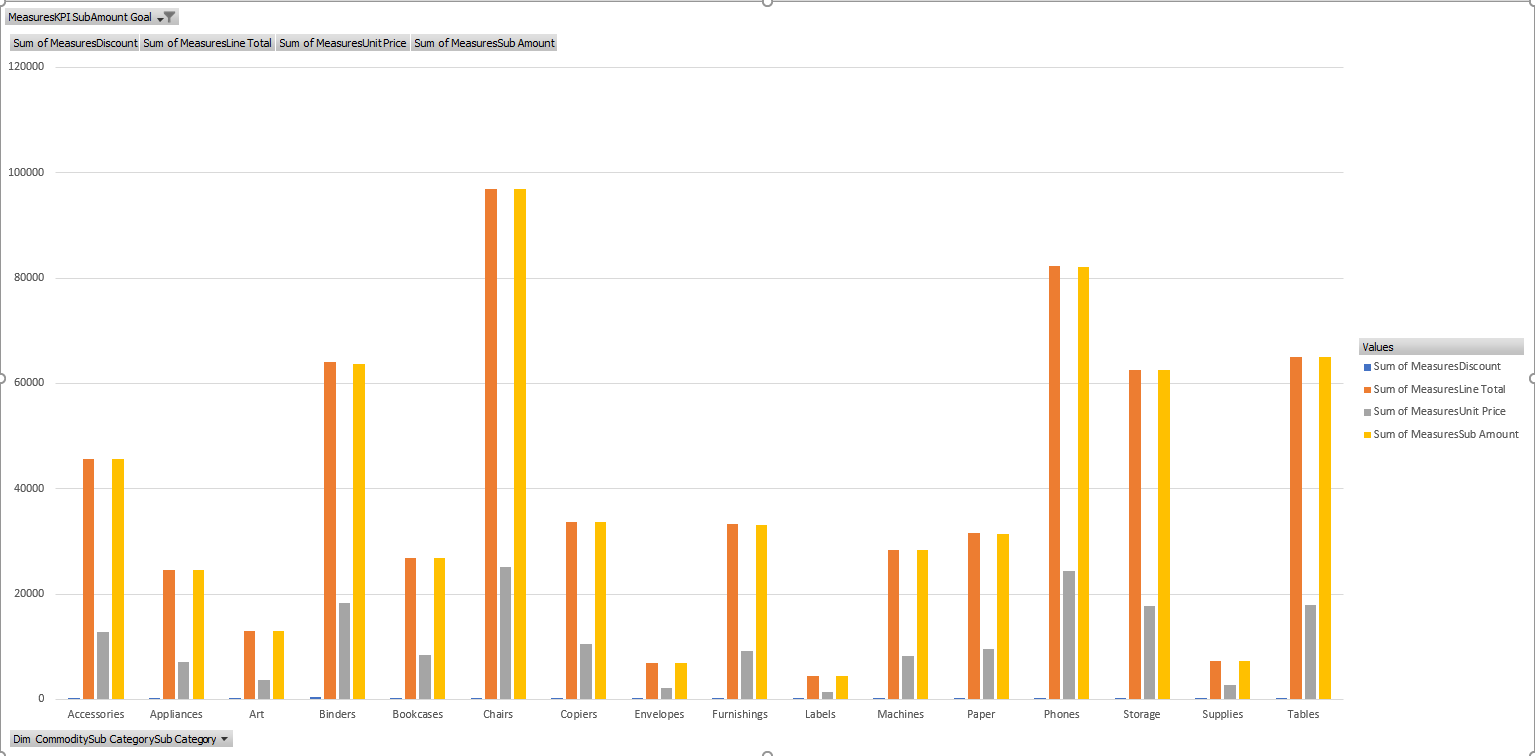 MeasuresKPI SubAmount Goal
Sum of MeasuresDiscount Sum of MeasuresLine Total Sum of MeasuresUnit Price Sum of MeasuresSub Amount
120000
100000
80000
60000
40000
20000
0
Accessories Appliances Art Binders Bookcases Chairs Copiers Envelopes Furnishings Labels Machines Paper Phones Storage Supplies Tables
Values
Sum of MeasuresDiscount
Sum of MeasuresLine Total
Sum of MeasuresUnit Price
Sum of MeasuresSub Amount
Dim CommoditySub CategorySub Category